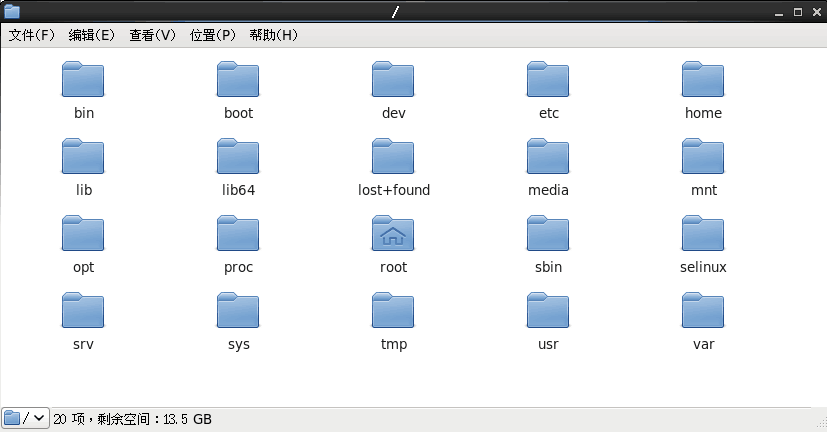 /
文件(F) 编辑(E) 查看(V) 位置(P) 帮助(H)
bin boot dev etc home
lib lib64 lost+found media mnt
opt proc root sbin selinux
srv sys tmp usr var
/ 20 项，剩余空间：13.5 GB